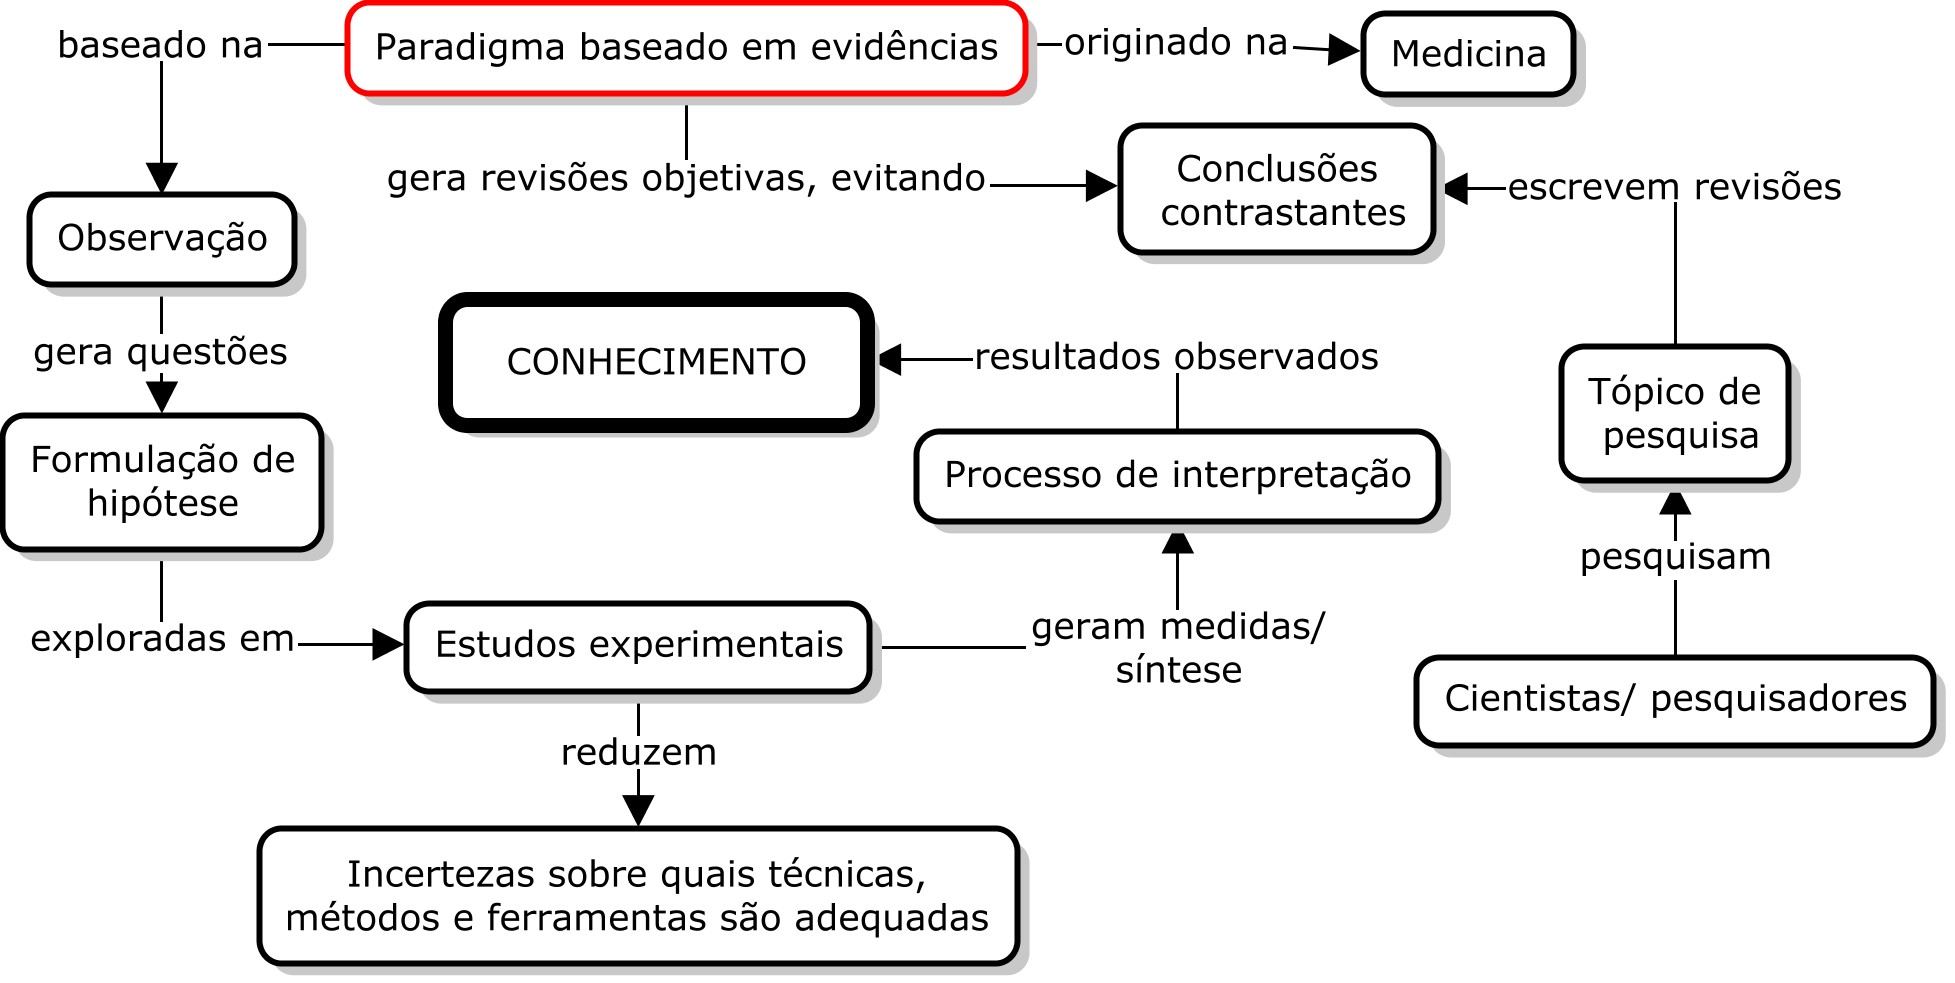 baseado na
Paradigma baseado em evidências
originado na
Medicina
gera revisões objetivas, evitando
Conclusões
contrastantes
escrevem revisões
Observação
gera questões
CONHECIMENTO
resultados observados
Tópico de
pesquisa
Formulação de
hipótese
Processo de interpretação
pesquisam
exploradas em
Estudos experimentais
geram medidas/
síntese
Cientistas/ pesquisadores
reduzem
Incertezas sobre quais técnicas,
métodos e ferramentas são adequadas